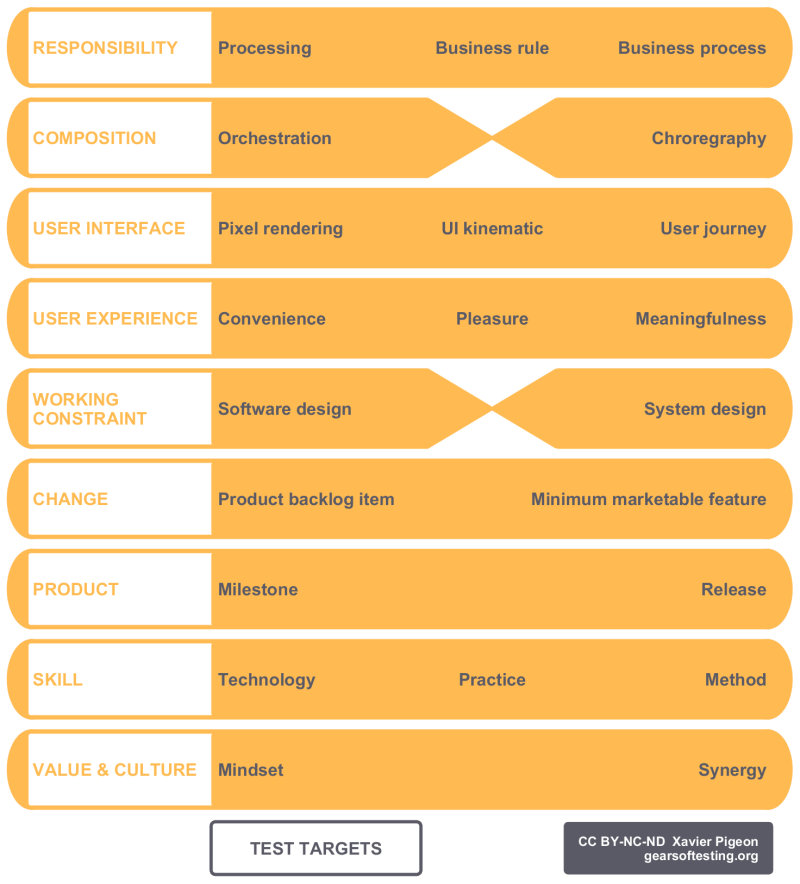 RESPONSIBILITY Processing Business rule Business process
COMPOSITION Orchestration Chroregraphy
USER INTERFACE Pixel rendering UI kinematic User journey
USER EXPERIENCE Convenience Pleasure Meaningfulness
WORKING
CONSTRAINT
Software design System design
CHANGE Product backlog item Minimum marketable feature
PRODUCT Milestone Release
SKILL Technology Practice Method
VALUE & CULTURE Mindset Synergy
TEST TARGETS
CC BY-NC-ND Xavier Pigeon
gearsoftesting.org